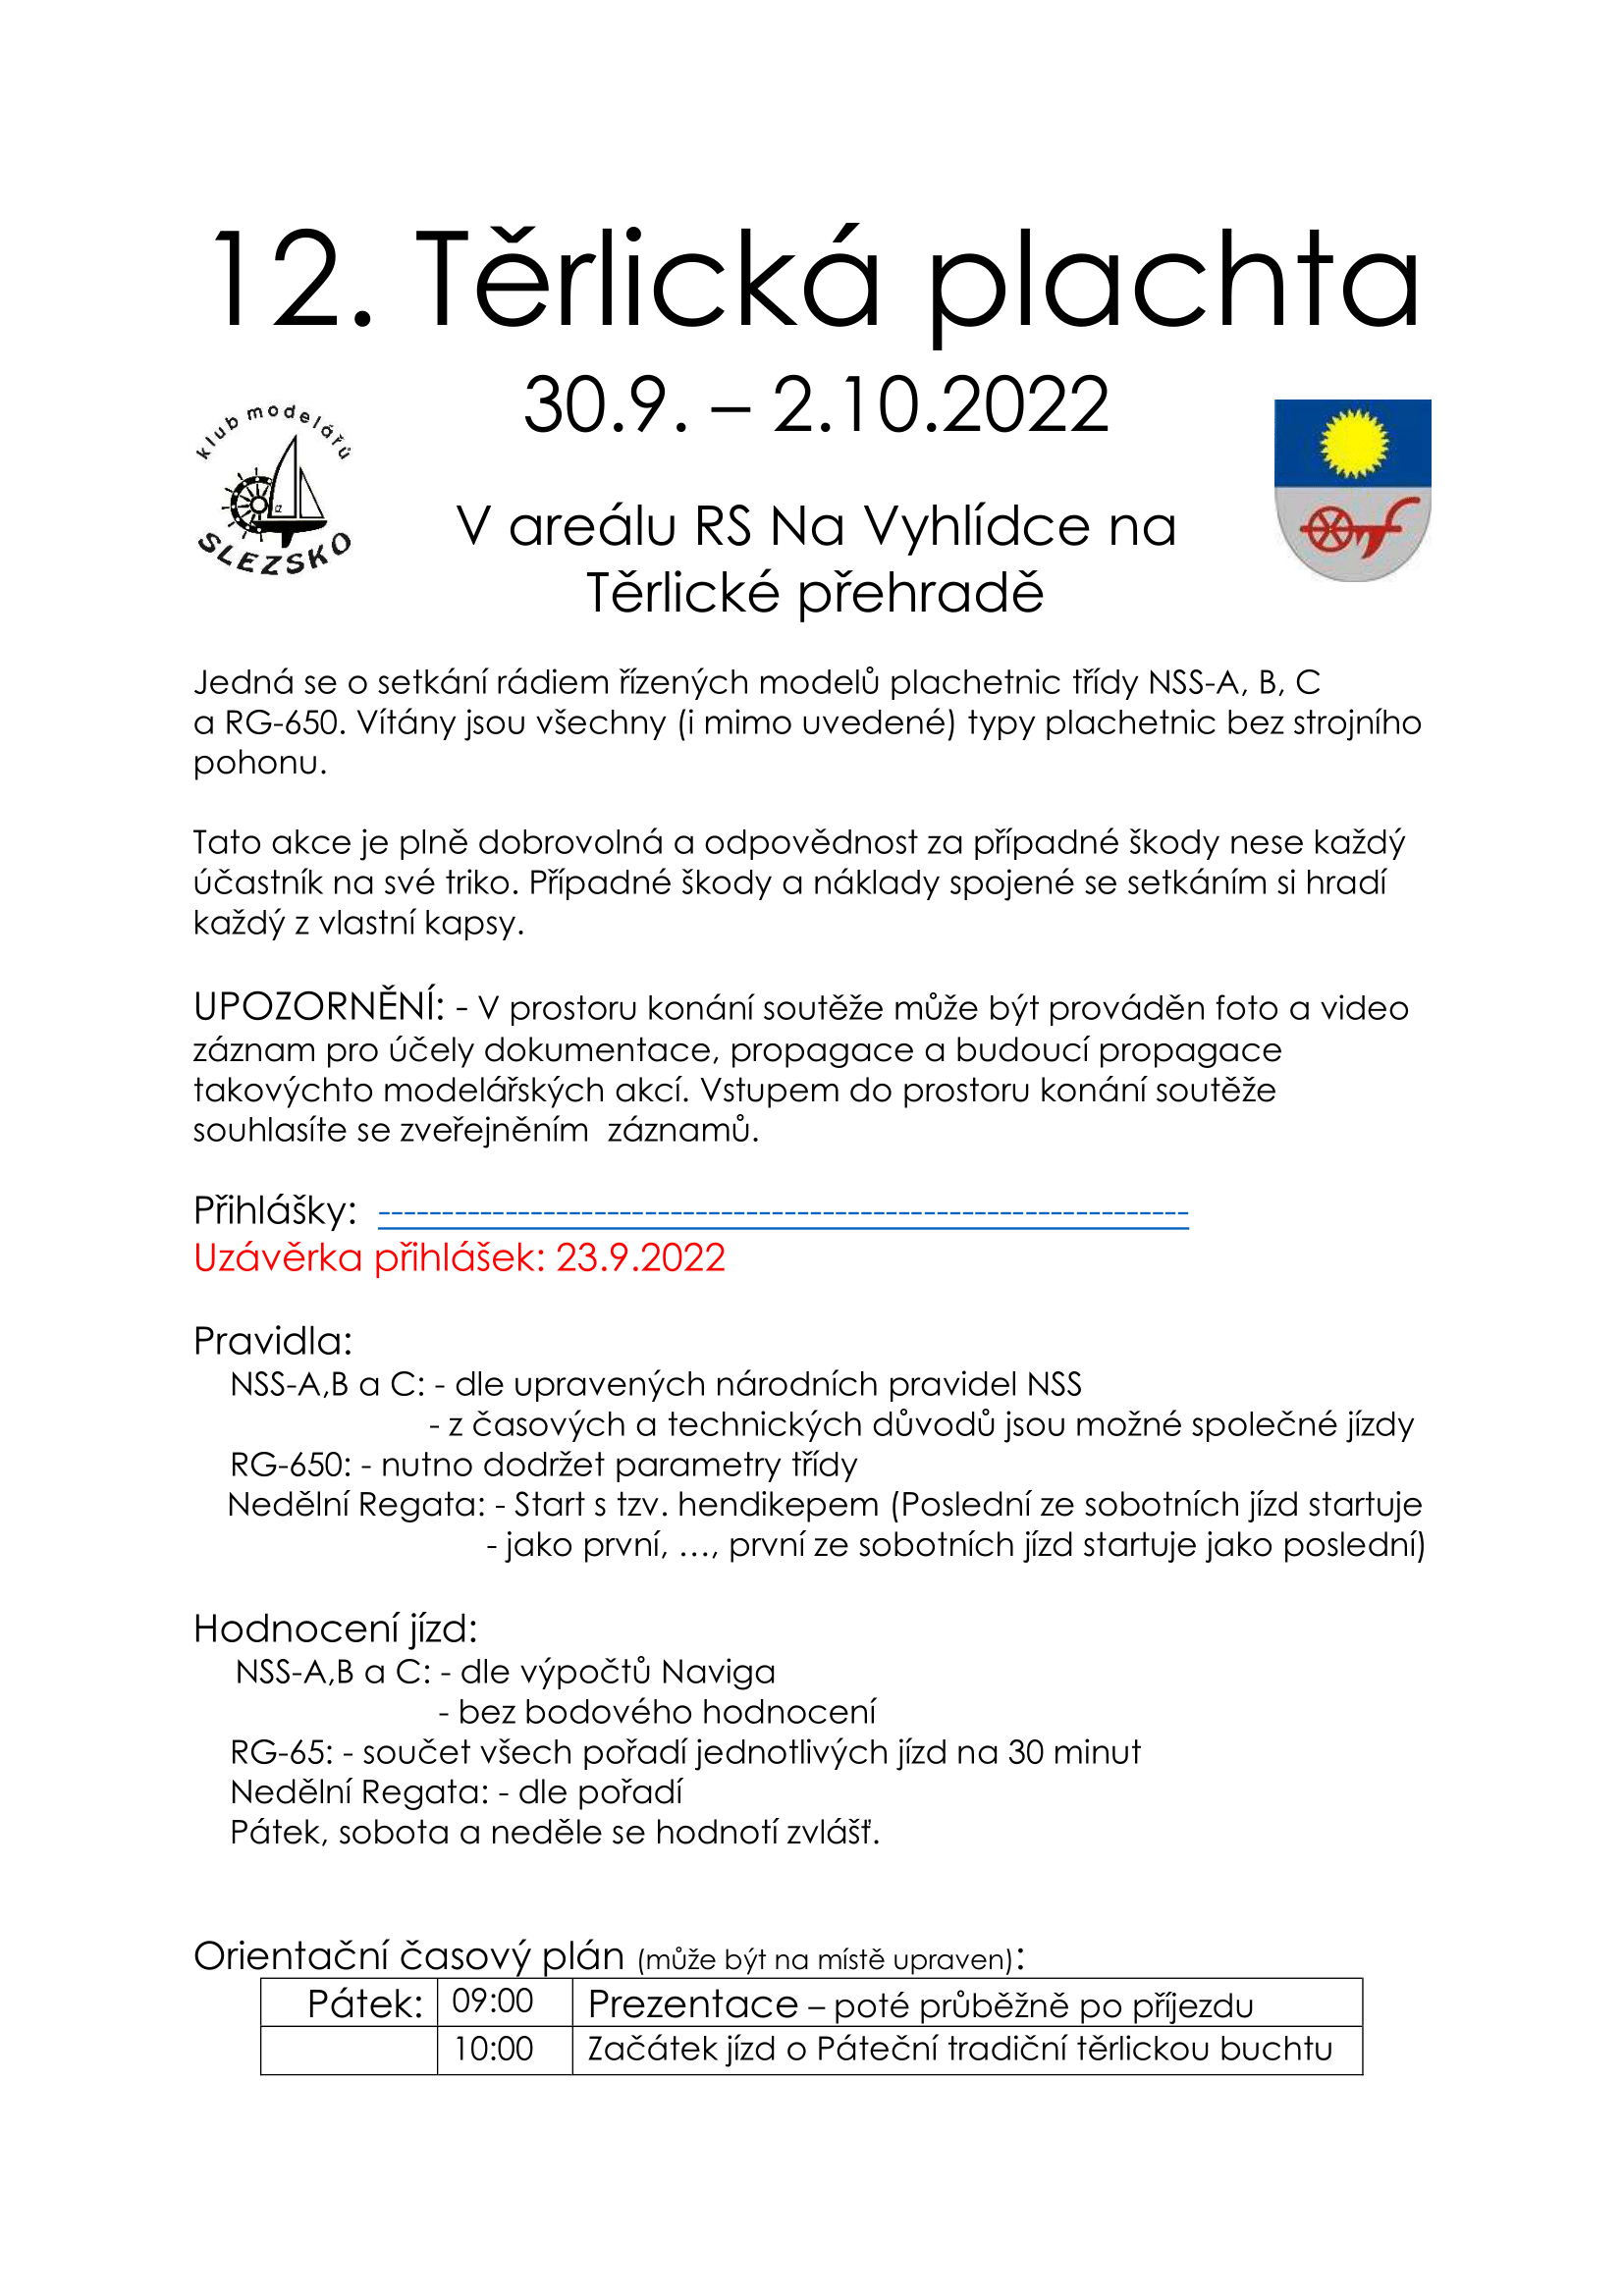 12. Těrlická plachta
30.9. – 2.10.2022
klub modelářů
SLEZSKO
V areálu RS Na Vyhlídce na
Těrlické přehradě
Jedná se o setkání rádiem řízených modelů plachetnic třídy NSS-A, B, C
a RG-650. Vítány jsou všechny (i mimo uvedené) typy plachetnic bez strojního
pohonu.
Tato akce je plně dobrovolná a odpovědnost za případné škody nese každý
účastník na své triko. Případné škody a náklady spojené se setkáním si hradí
každý z vlastní kapsy.
UPOZORNĚNÍ: - V prostoru konání soutěže může být prováděn foto a video
záznam pro účely dokumentace, propagace a budoucí propagace
takovýchto modelářských akcí. Vstupem do prostoru konání soutěže
souhlasíte se zveřejněním  záznamů.
Přihlášky:  ----------------------------------------------------------------
Uzávěrka přihlášek: 23.9.2022
Pravidla:
NSS-A,B a C: - dle upravených národních pravidel NSS
- z časových a technických důvodů jsou možné společné jízdy
RG-650: - nutno dodržet parametry třídy
Nedělní Regata: - Start s tzv. hendikepem (Poslední ze sobotních jízd startuje
- jako první, …, první ze sobotních jízd startuje jako poslední)
Hodnocení jízd:
NSS-A,B a C: - dle výpočtů Naviga
- bez bodového hodnocení
RG-65: - součet všech pořadí jednotlivých jízd na 30 minut
Nedělní Regata: - dle pořadí
Pátek, sobota a neděle se hodnotí zvlášť.
Orientační časový plán (může být na místě upraven):
Pátek: 09:00 Prezentace – poté průběžně po příjezdu
10:00 Začátek jízd o Páteční tradiční těrlickou buchtu